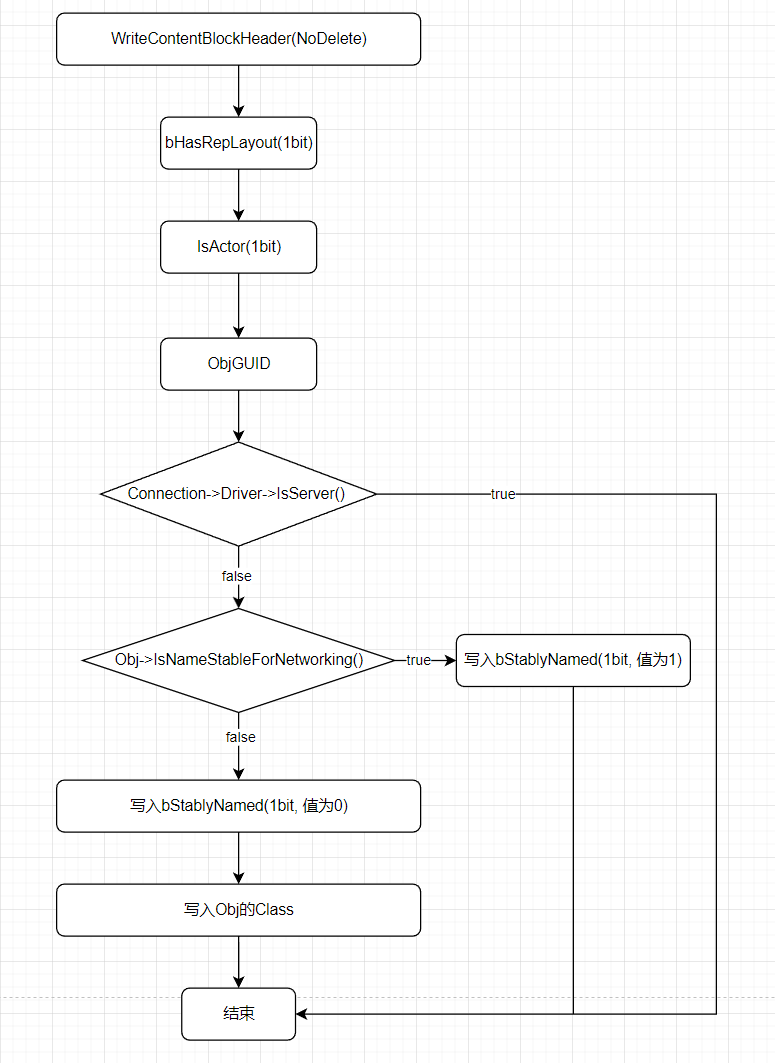 WriteContentBlockHeader(NoDelete)
bHasRepLayout(1bit)
IsActor(1bit)
ObjGUID
Connection->Driver->IsServer()
true
false
Obj->IsNameStableForNetworking()
true
写入bStablyNamed(1bit, 值为1)
false
写入bStablyNamed(1bit, 值为0)
写入Obj的Class
结束